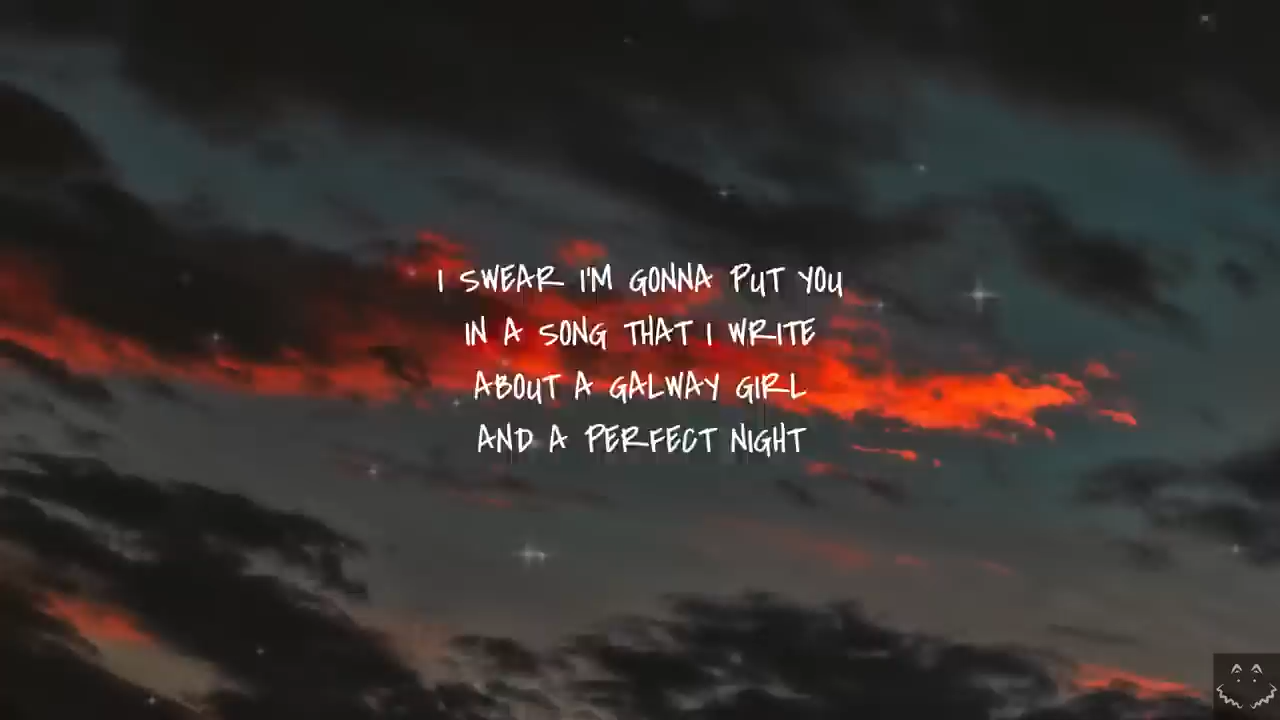 I SWEAR I'M GONNA PUT YOU
IN A SONG THAT I WRITE
ABOUT A GALWAY GIRL
AND A PERFECT NIGHT